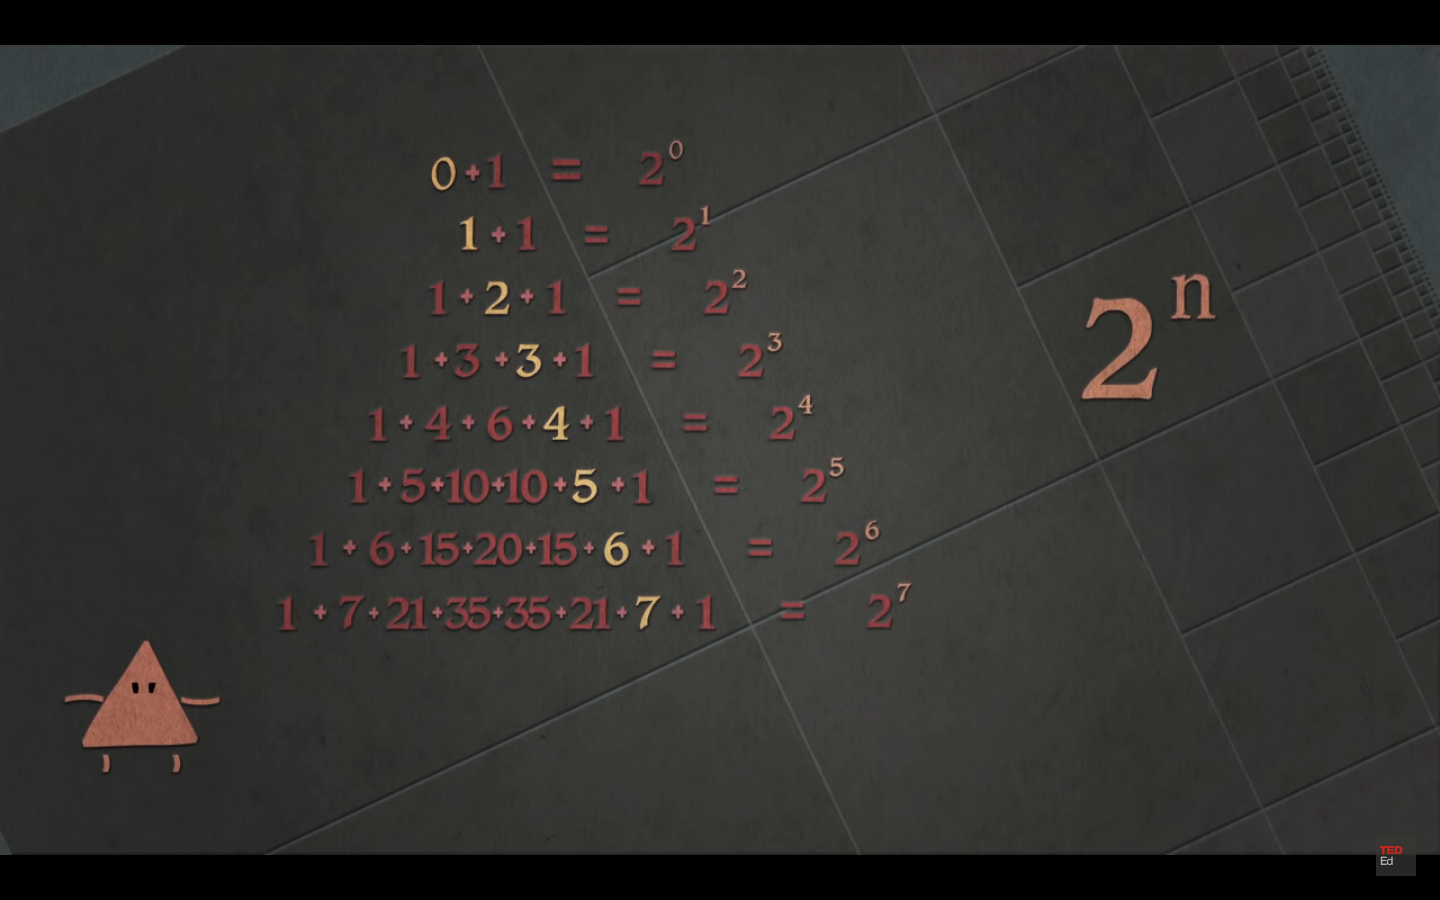 0+1 = 2⁰
1+1 = 2¹
1+2+1 = 2²
1+3+3+1 = 2³
1+4+6+4+1 = 2⁴
1+5+10+10+5+1 = 2⁵
1+6+15+20+15+6+1 = 2⁶
1+7+21+35+35+21+7+1 = 2⁷
2ⁿ
TED
Ed